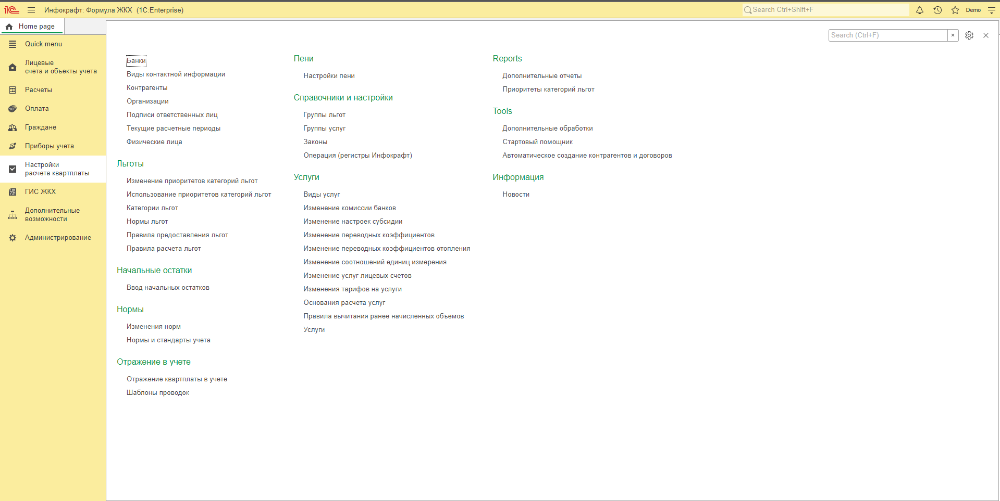 1С
Инфокрафт: Формула ЖКХ (1C:Enterprise)
Search Ctrl+Shift+F
Demo
Home page
Quick menu
Лицевые
счета и объекты учета
Расчеты
Оплата
Граждане
Приборы учета
Настройки
расчета квартплаты
ГИС ЖКХ
Дополнительные
возможности
Администрирование
Search (Ctrl+F)
Банки
Виды контактной информации
Контрагенты
Организации
Подписи ответственных лиц
Текущие расчетные периоды
Физические лица
Льготы
Изменение приоритетов категорий льгот
Использование приоритетов категорий льгот
Категории льгот
Нормы льгот
Правила предоставления льгот
Правила расчета льгот
Начальные остатки
Ввод начальных остатков
Нормы
Изменения норм
Нормы и стандарты учета
Отражение в учете
Отражение квартплаты в учете
Шаблоны проводок
Пени
Настройки пени
Справочники и настройки
Группы льгот
Группы услуг
Законы
Операция (регистры Инфокрафт)
Услуги
Виды услуг
Изменение комиссии банков
Изменение настроек субсидии
Изменение переводных коэффициентов
Изменение переводных коэффициентов отопления
Изменение соотношений единиц измерения
Изменение услуг лицевых счетов
Изменения тарифов на услуги
Основания расчета услуг
Правила вычитания ранее начисленных объемов
Услуги
Reports
Дополнительные отчеты
Приоритеты категорий льгот
Tools
Дополнительные обработки
Стартовый помощник
Автоматическое создание контрагентов и договоров
Информация
Новости